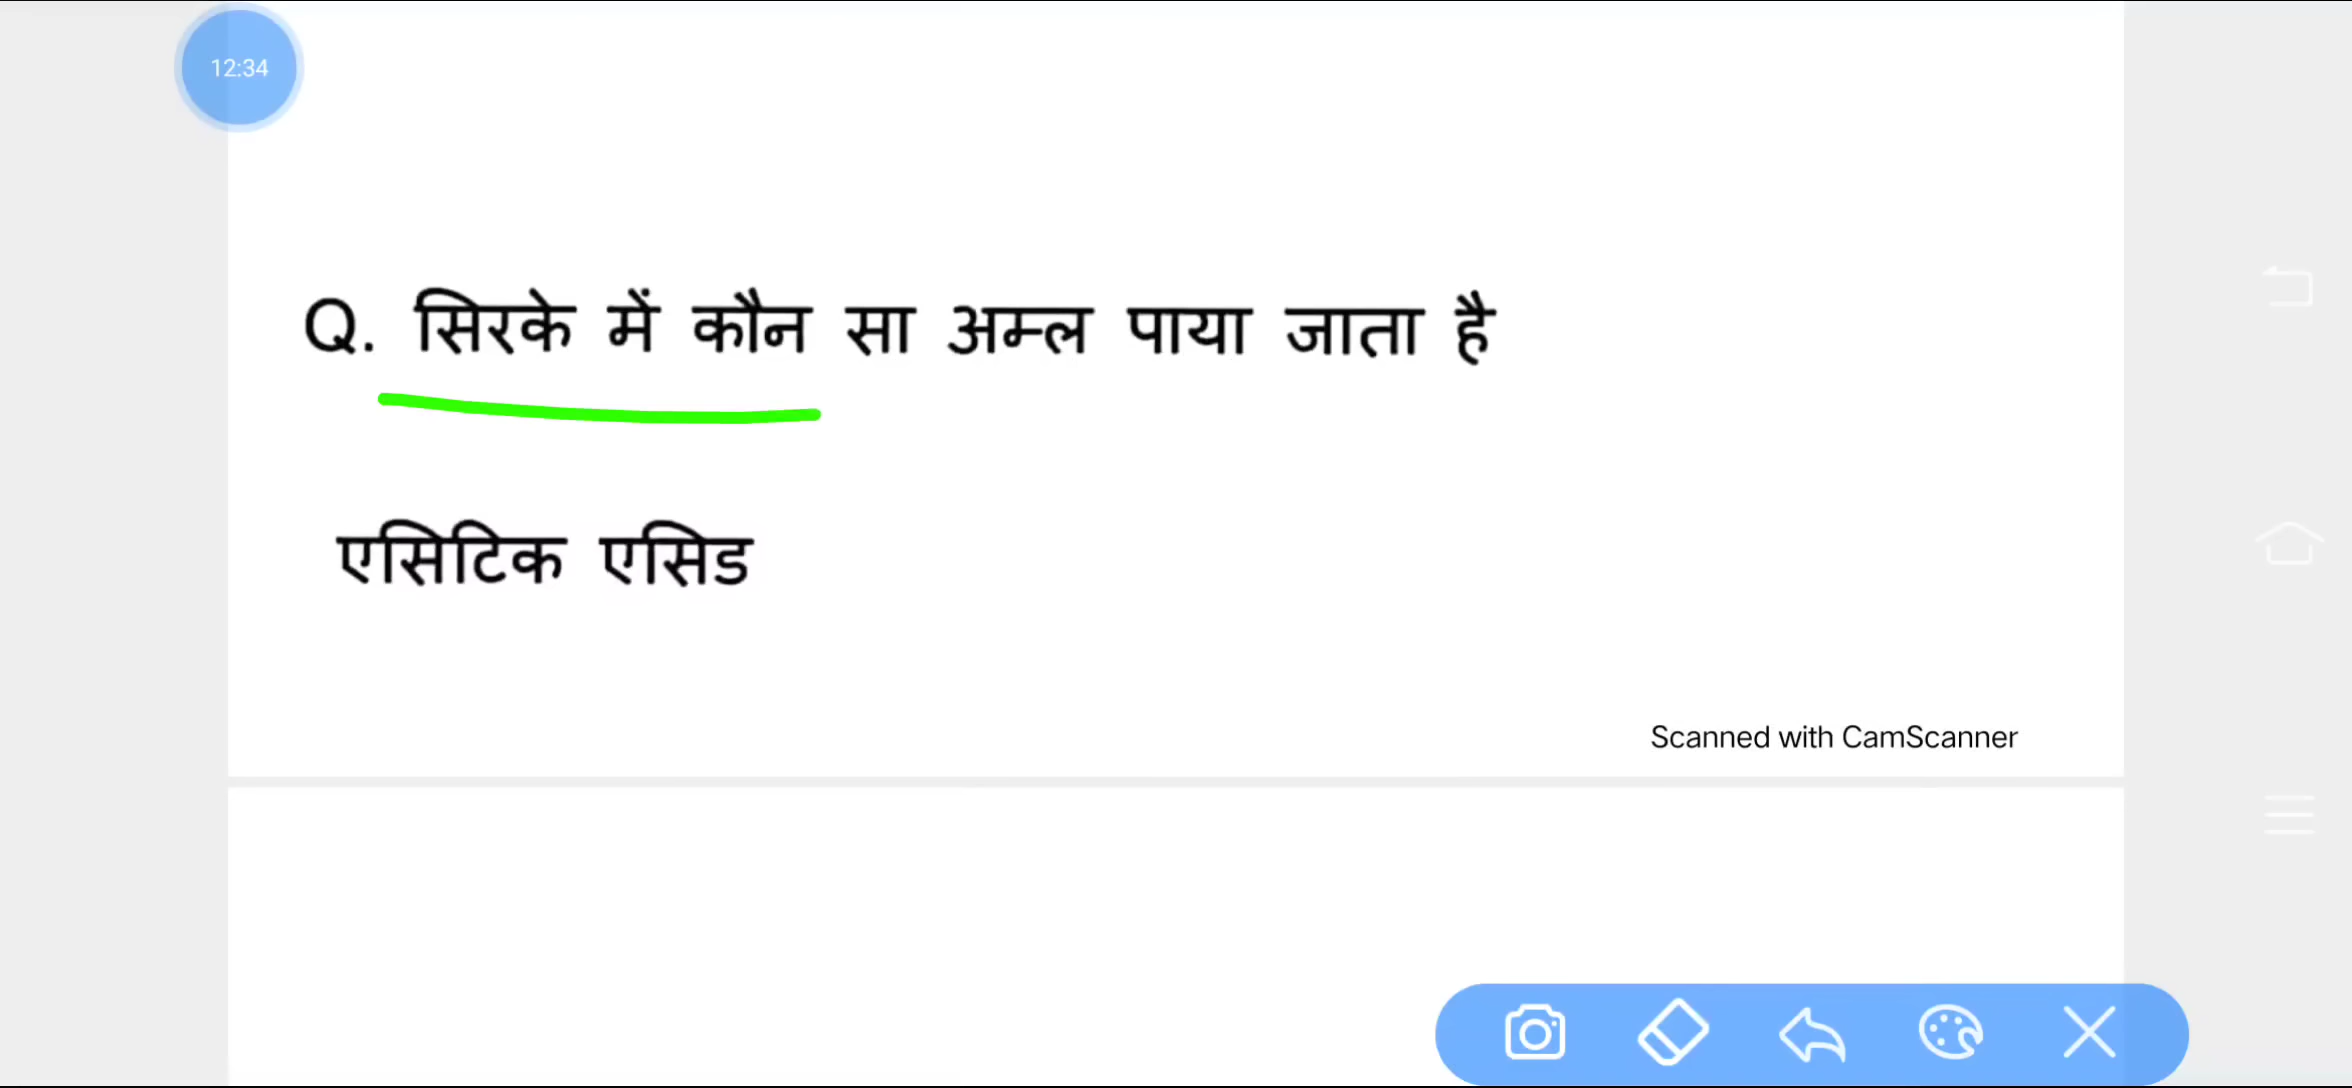 12:34
Q. सिरके में कौन सा अम्ल पाया जाता है
एसिटिक एसिड
Scanned with CamScanner